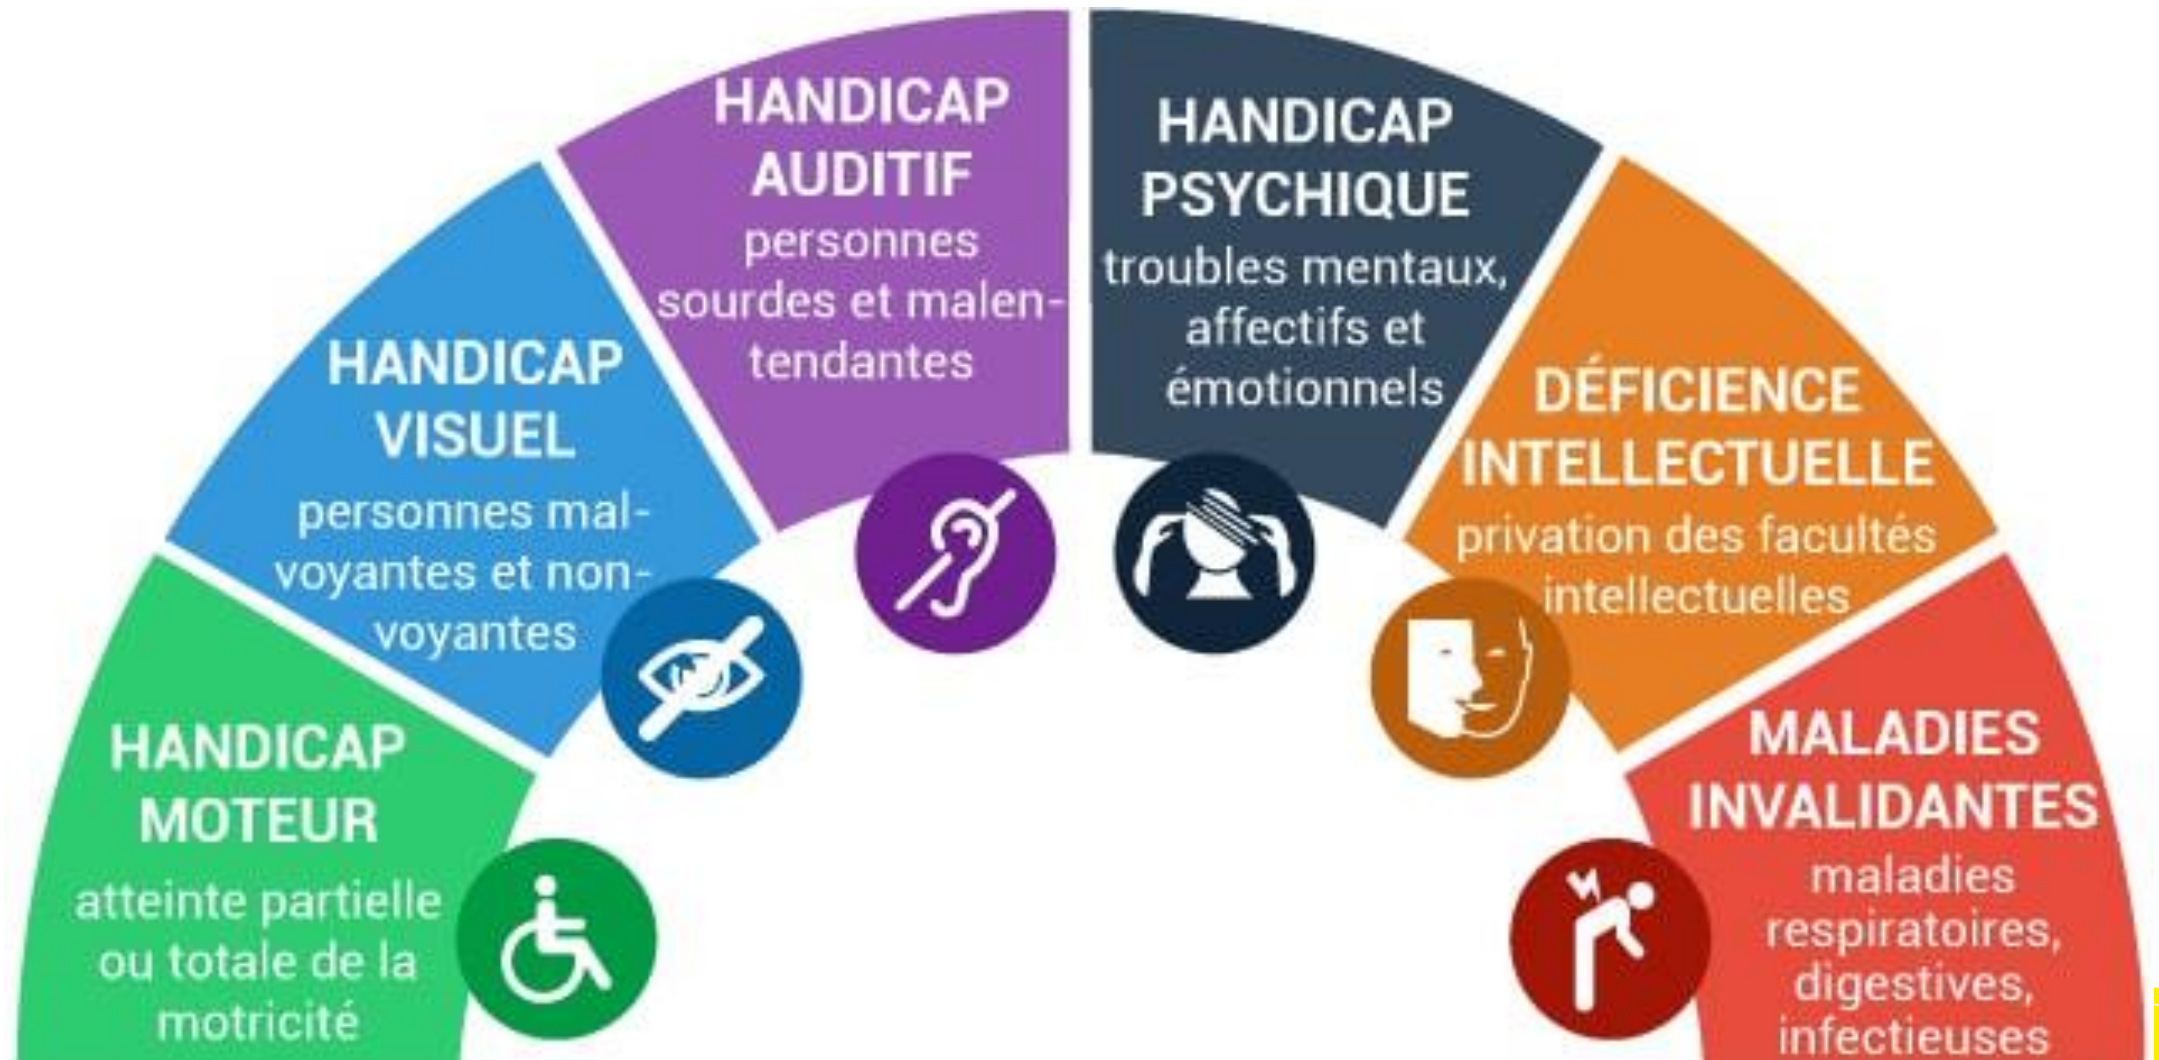 HANDICAP
MOTEUR
atteinte partielle
ou totale de la
motricité
HANDICAP
VISUEL
personnes mal-
voyantes et non-
voyantes
HANDICAP
AUDITIF
personnes
sourdes et malen-
tendantes
HANDICAP
PSYCHIQUE
troubles mentaux,
affectifs et
émotionnels
DÉFICIENCE
INTELLECTUELLE
privation des facultés
intellectuelles
MALADIES
INVALIDANTES
maladies
respiratoires,
digestives,
infectieuses